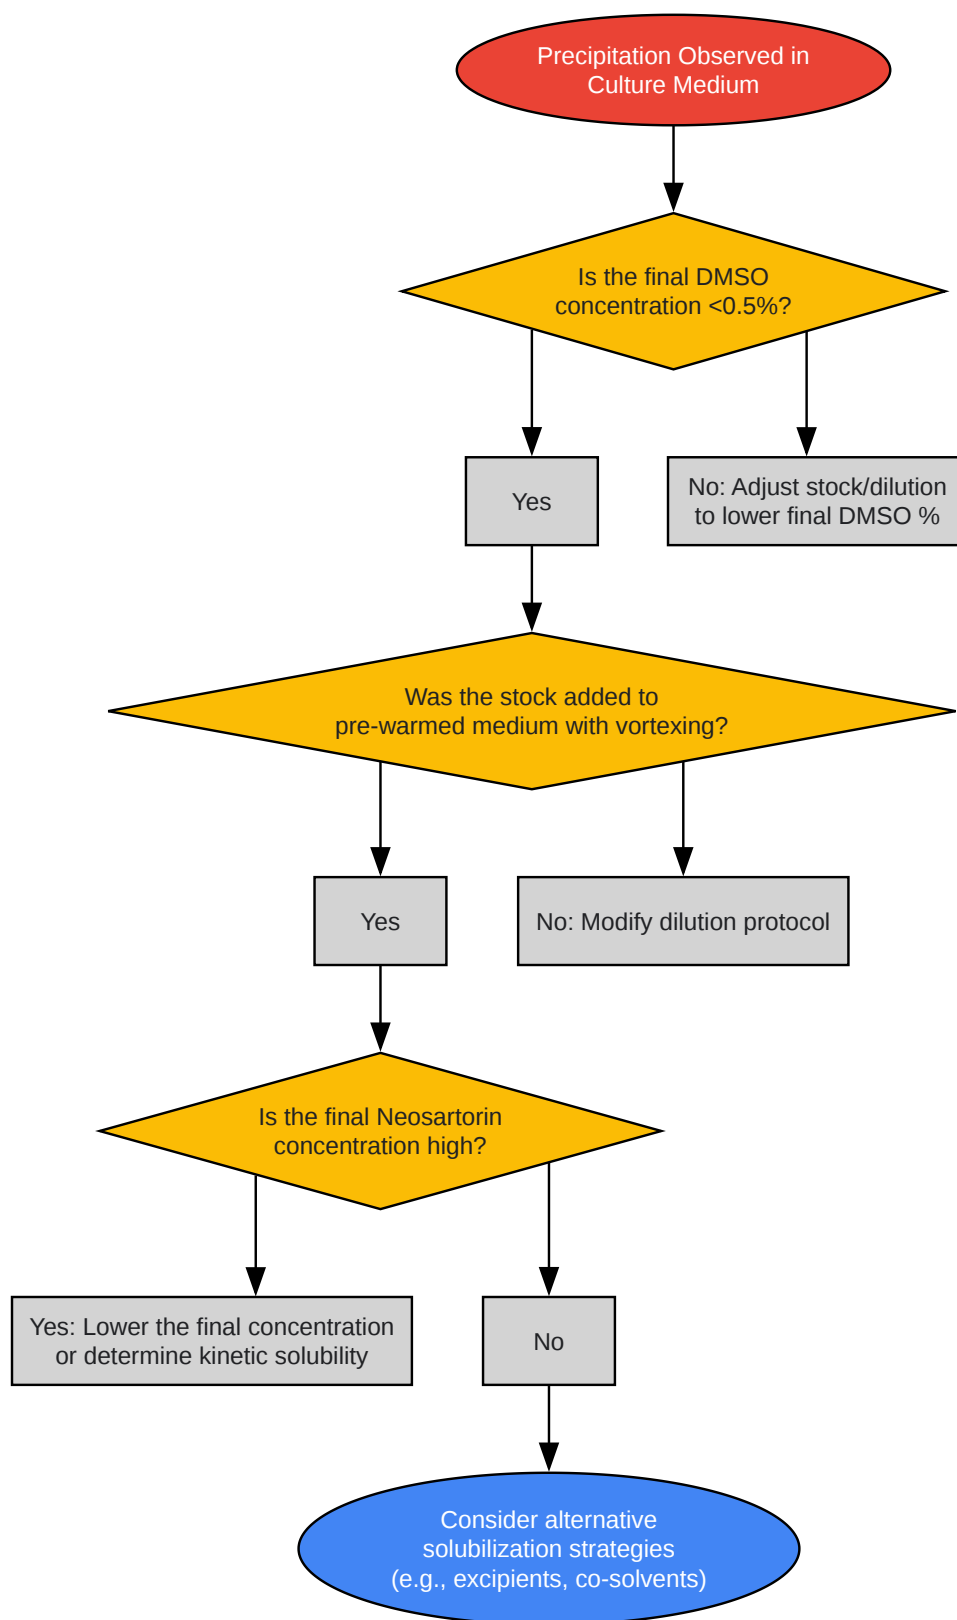 Precipitation Observed in
Culture Medium
Is the final DMSO
concentration <0.5%?
Yes
No: Adjust stock/dilution
to lower final DMSO %
Was the stock added to
pre-warmed medium with vortexing?
Yes
No: Modify dilution protocol
Is the final Neosartorin
concentration high?
Yes: Lower the final concentration
or determine kinetic solubility
No
Consider alternative
solubilization strategies
(e.g., excipients, co-solvents)